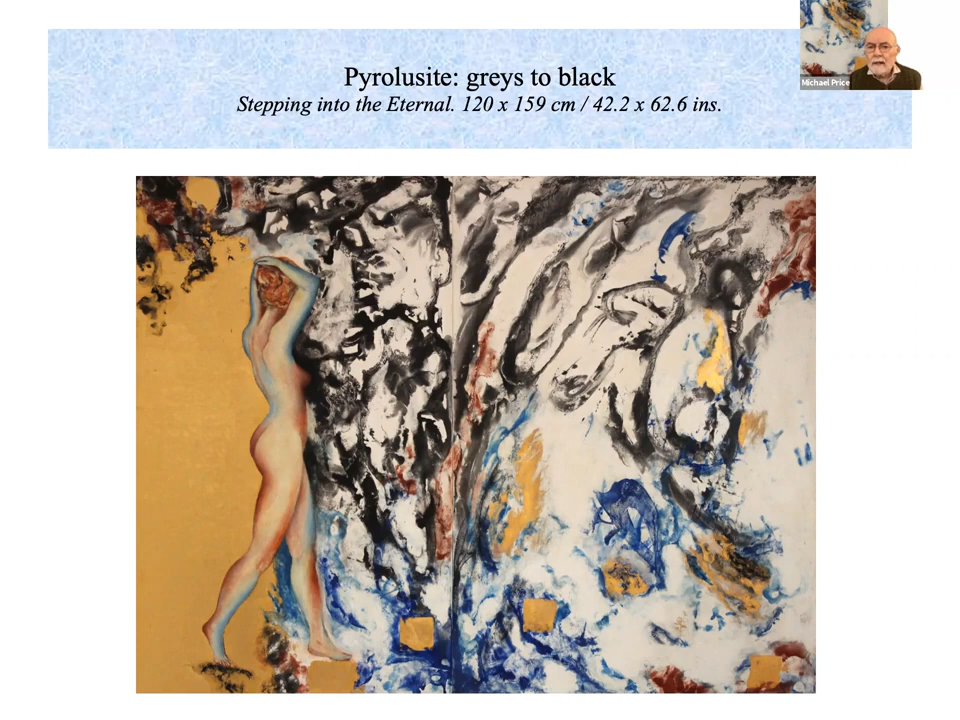 Pyrolusite: greys to black
Stepping into the Eternal. 120 x 159 cm / 42.2 x 62.6 ins.
Michael Price